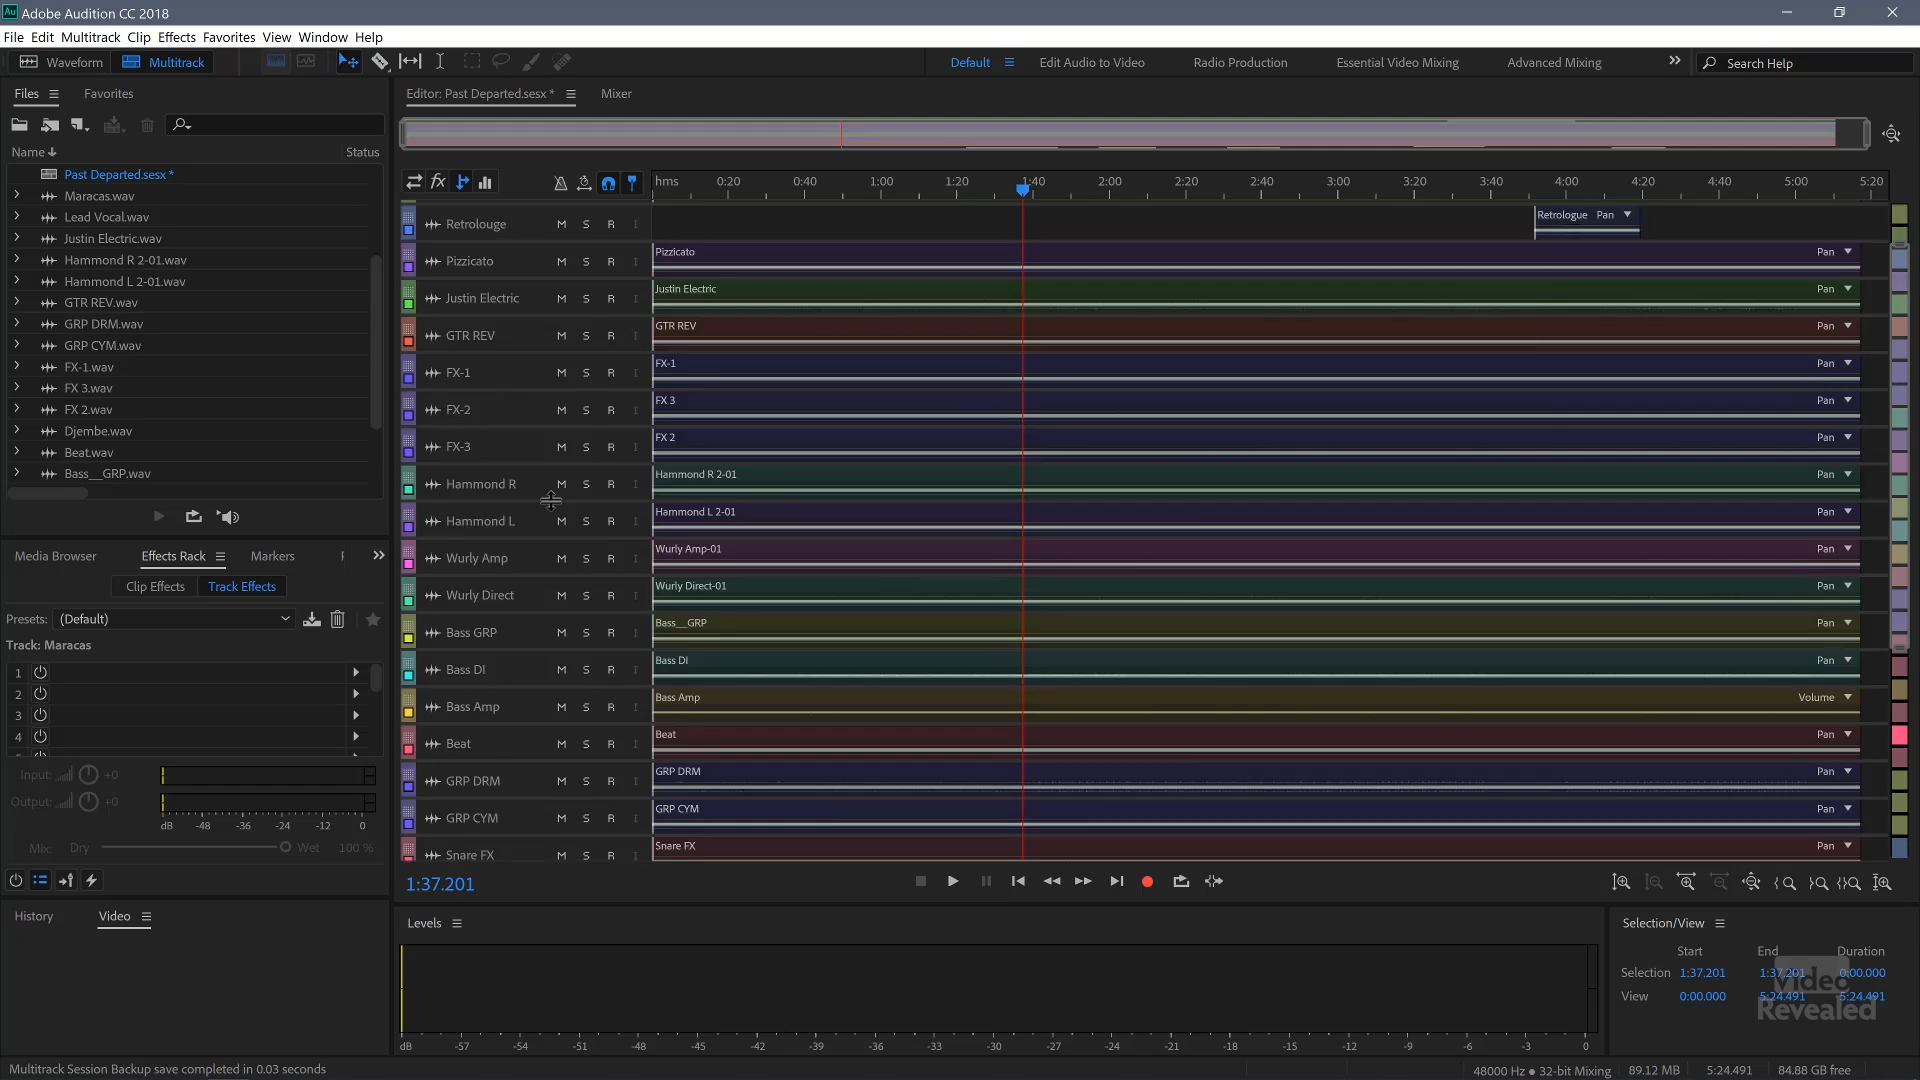 Au Adobe Audition CC 2018
File Edit Multitrack Clip Effects Favorites View Window Help
Waveform Multitrack Default Edit Audio to Video Radio Production Essential Video Mixing Advanced Mixing Search Help
Files Favorites
Name Status
Past Departed.sesx *
Maracas.wav
Lead Vocal.wav
Justin Electric.wav
Hammond R 2-01.wav
Hammond L 2-01.wav
GTR REV.wav
GRP DRM.wav
GRP CYM.wav
FX-1.wav
FX 3.wav
FX 2.wav
Djembe.wav
Beat.wav
Bass__GRP.wav
Media Browser Effects Rack Markers
Clip Effects Track Effects
Presets: (Default)
Track: Maracas
1
2
3
4
Input: +0
Output: +0
dB -48 -36 -24 -12 0
Mix: Dry Wet 100 %
History Video
Editor: Past Departed.sesx * Mixer
fx hms 0:20 0:40 1:00 1:20 1:40 2:00 2:20 2:40 3:00 3:20 3:40 4:00 4:20 4:40 5:00 5:20
Retrolouge M S R I Retrologue Pan
Pizzicato M S R I Pizzicato Pan
Justin Electric M S R I Justin Electric Pan
GTR REV M S R I GTR REV Pan
FX-1 M S R I FX-1 Pan
FX-2 M S R I FX 3 Pan
FX-3 M S R I FX 2 Pan
Hammond R M S R I Hammond R 2-01 Pan
Hammond L M S R I Hammond L 2-01 Pan
Wurly Amp M S R I Wurly Amp-01 Pan
Wurly Direct M S R I Wurly Direct-01 Pan
Bass GRP M S R I Bass__GRP Pan
Bass DI M S R I Bass DI Pan
Bass Amp M S R I Bass Amp Volume
Beat M S R I Beat Pan
GRP DRM M S R I GRP DRM Pan
GRP CYM M S R I GRP CYM Pan
Snare FX M S R I Snare FX Pan
1:37.201
Levels
dB -57 -54 -51 -48 -45 -42 -39 -36 -33 -30 -27 -24 -21 -18 -15 -12 -9 -6 -3 0
Selection/View
Start End Duration
Selection 1:37.201 1:37.201 0:00.000
View 0:00.000 5:24.491 5:24.491
Video
Revealed
Multitrack Session Backup save completed in 0.03 seconds
48000 Hz ● 32-bit Mixing 89.12 MB 5:24.491 84.88 GB free